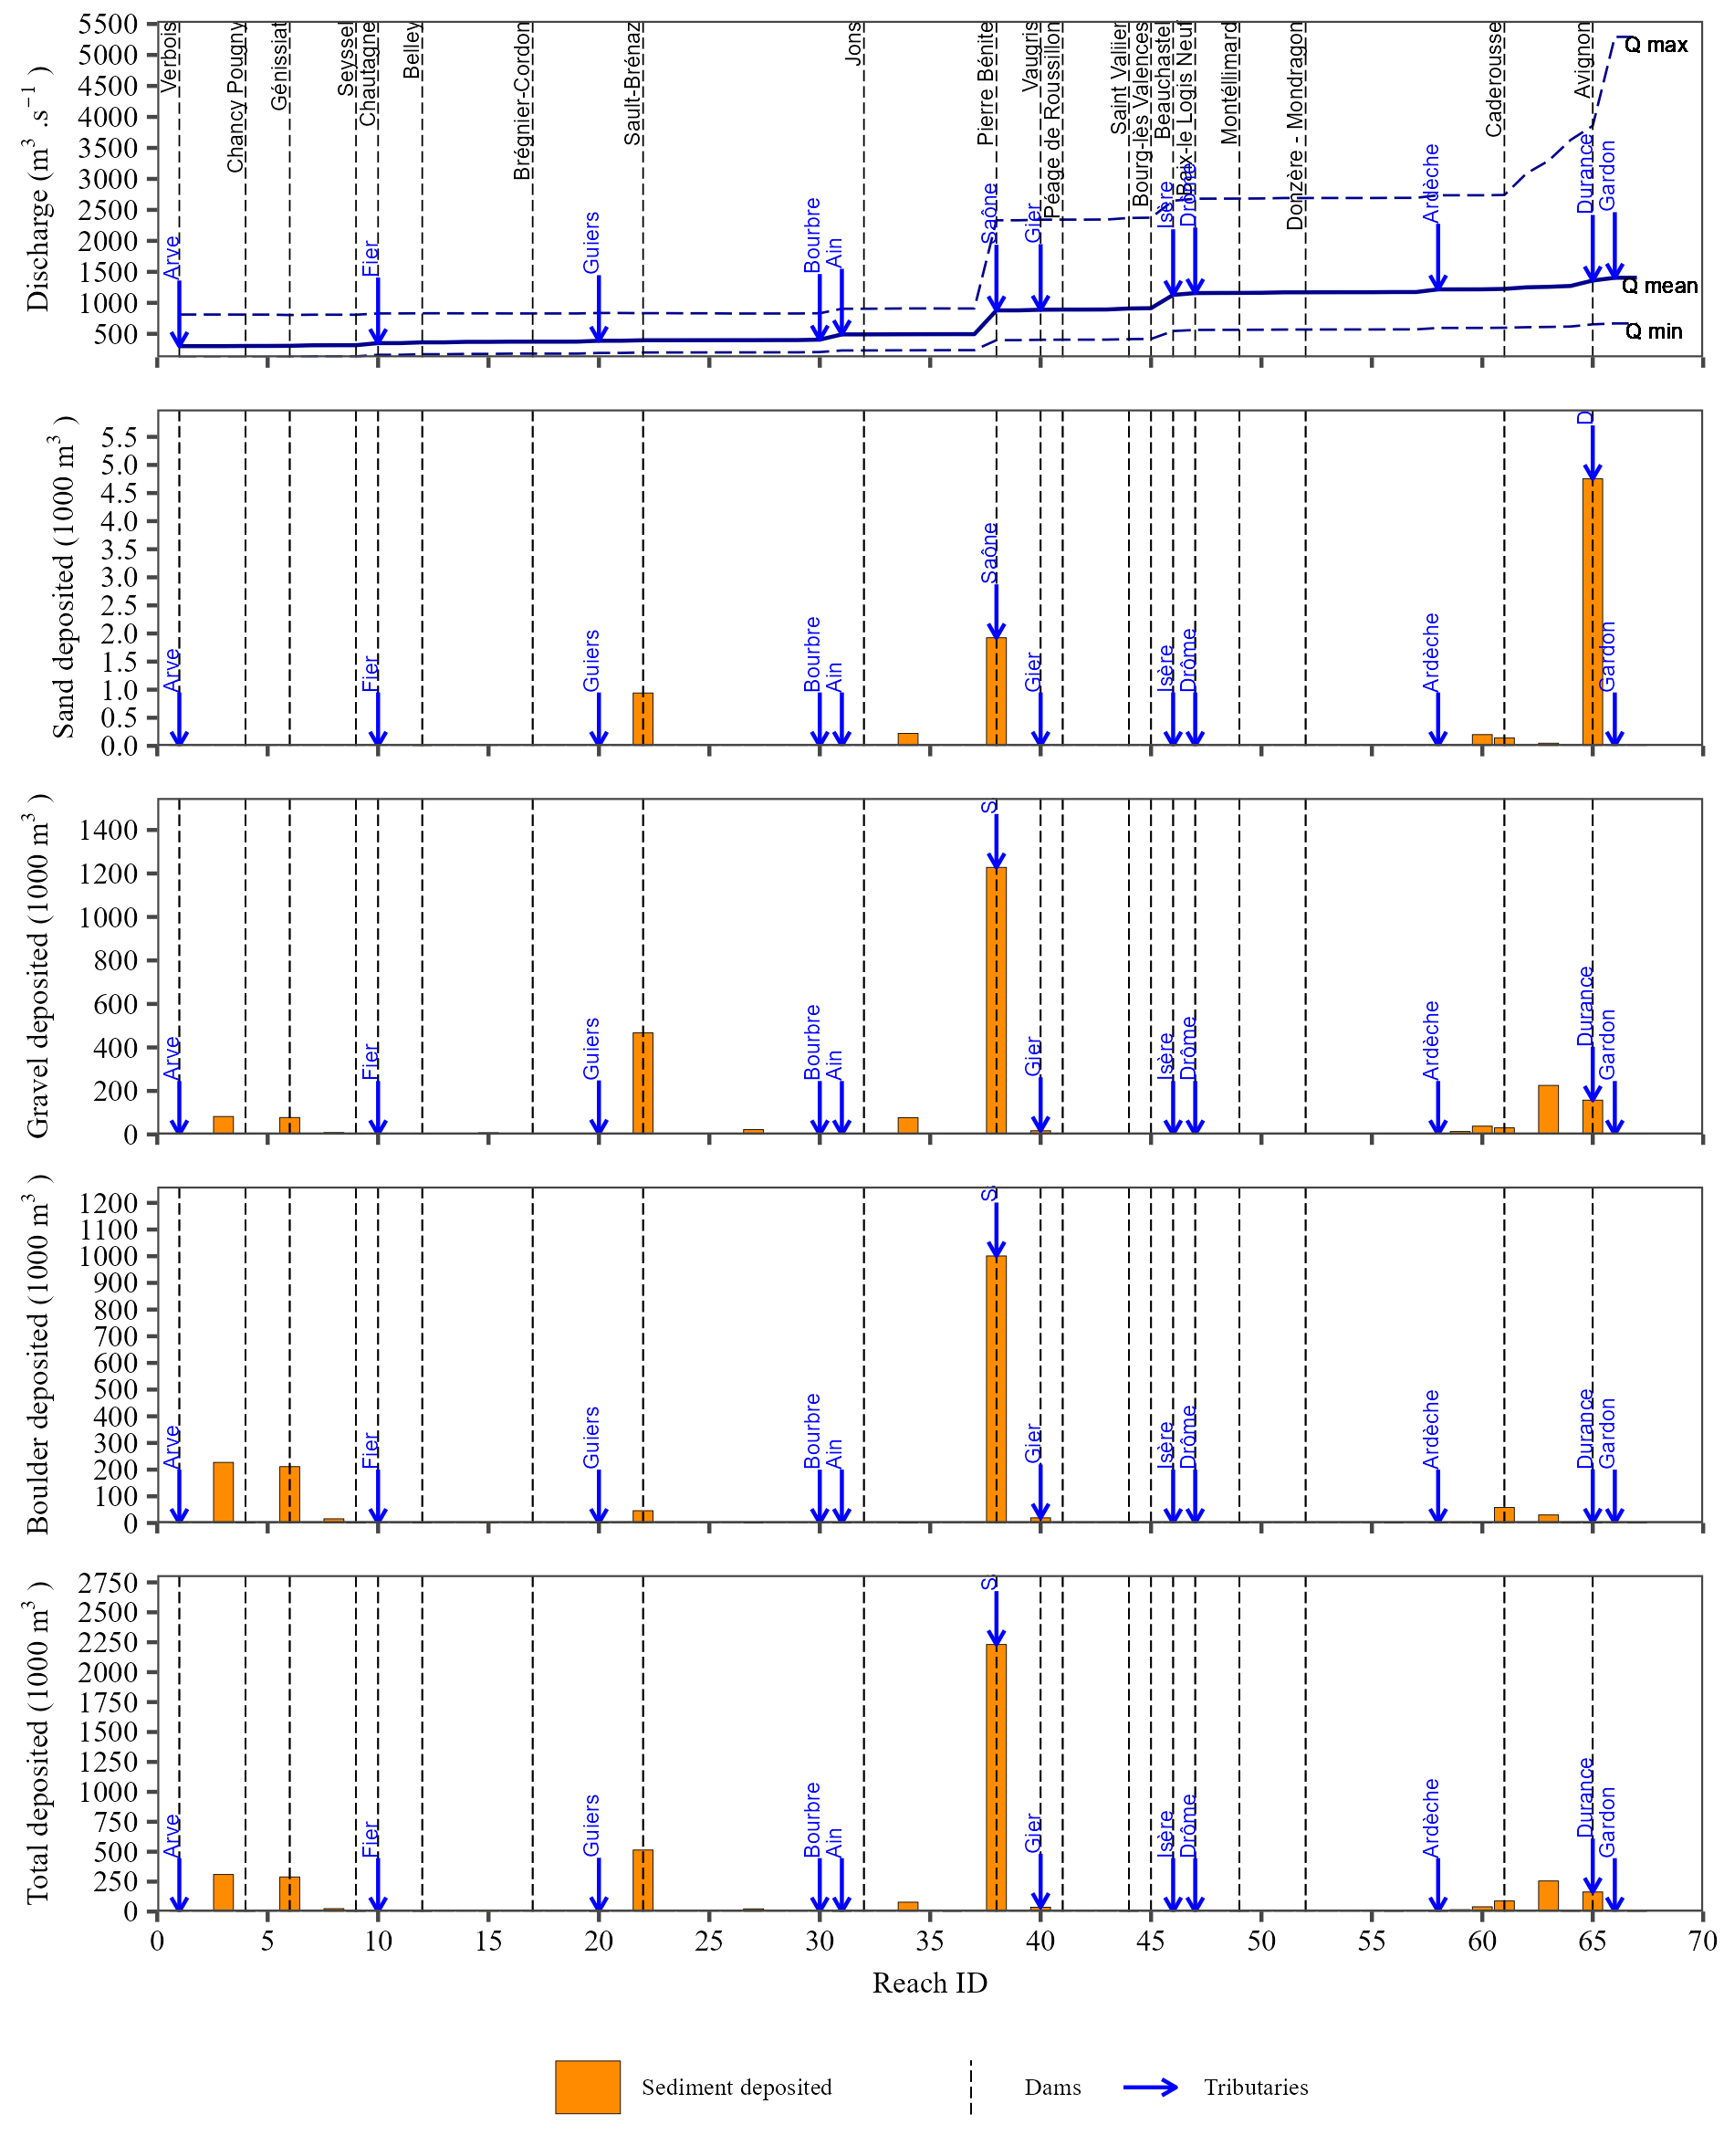 Discharge (m³ .s⁻¹ )
5500
5000
4500
4000
3500
3000
2500
2000
1500
1000
500
Verbois
Chancy Pougny
Génissiat
Seyssel
Chautagne
Belley
Brégnier-Cordon
Sault-Brénaz
Jons
Pierre Bénite
Vaugris
Péage de Roussillon
Saint Vallier
Bourg-lès Valences
Beauchastel
Baix-le Logis Neuf
Montéllimard
Donzère - Mondragon
Caderousse
Avignon
Arve
Fier
Guiers
Bourbre
Ain
Saône
Gier
Isère
Drôme
Ardèche
Durance
Gardon
Q max
Q mean
Q min
Sand deposited (1000 m³ )
5.5
5.0
4.5
4.0
3.5
3.0
2.5
2.0
1.5
1.0
0.5
0.0
Arve
Fier
Guiers
Bourbre
Ain
Saône
Gier
Isère
Drôme
Ardèche
D
Gardon
Gravel deposited (1000 m³ )
1400
1200
1000
800
600
400
200
0
Arve
Fier
Guiers
Bourbre
Ain
S
Gier
Isère
Drôme
Ardèche
Durance
Gardon
Boulder deposited (1000 m³ )
1200
1100
1000
900
800
700
600
500
400
300
200
100
0
Arve
Fier
Guiers
Bourbre
Ain
S
Gier
Isère
Drôme
Ardèche
Durance
Gardon
Total deposited (1000 m³ )
2750
2500
2250
2000
1750
1500
1250
1000
750
500
250
0
Arve
Fier
Guiers
Bourbre
Ain
S
Gier
Isère
Drôme
Ardèche
Durance
Gardon
0 5 10 15 20 25 30 35 40 45 50 55 60 65 70
Reach ID
Sediment deposited
Dams
Tributaries